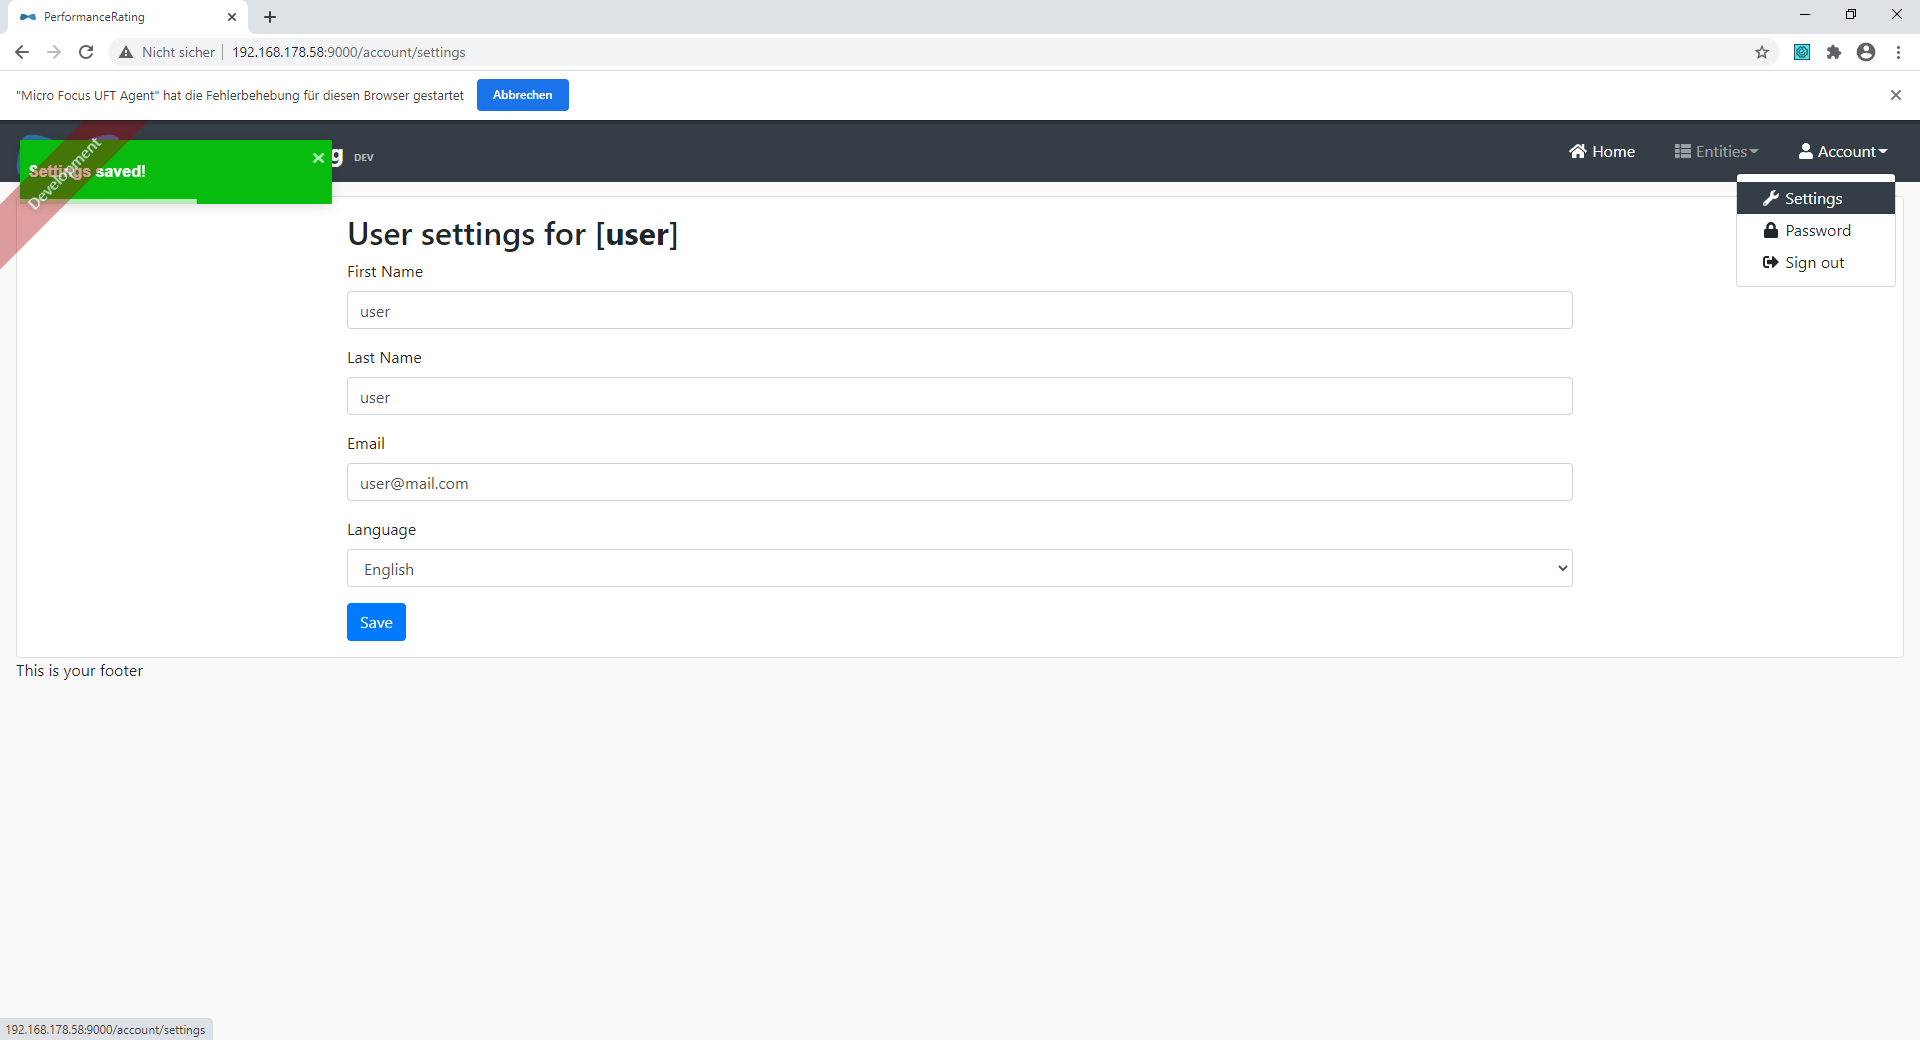 PerformanceRating
Nicht sicher
192.168.178.58:9000/account/settings
"Micro Focus UFT Agent" hat die Fehlerbehebung für diesen Browser gestartet
Abbrechen
Development
Settings saved!
g DEV
Home
Entities
Account
Settings
Password
Sign out
User settings for [user]
First Name
user
Last Name
user
Email
user@mail.com
Language
English
Save
This is your footer
192.168.178.58:9000/account/settings